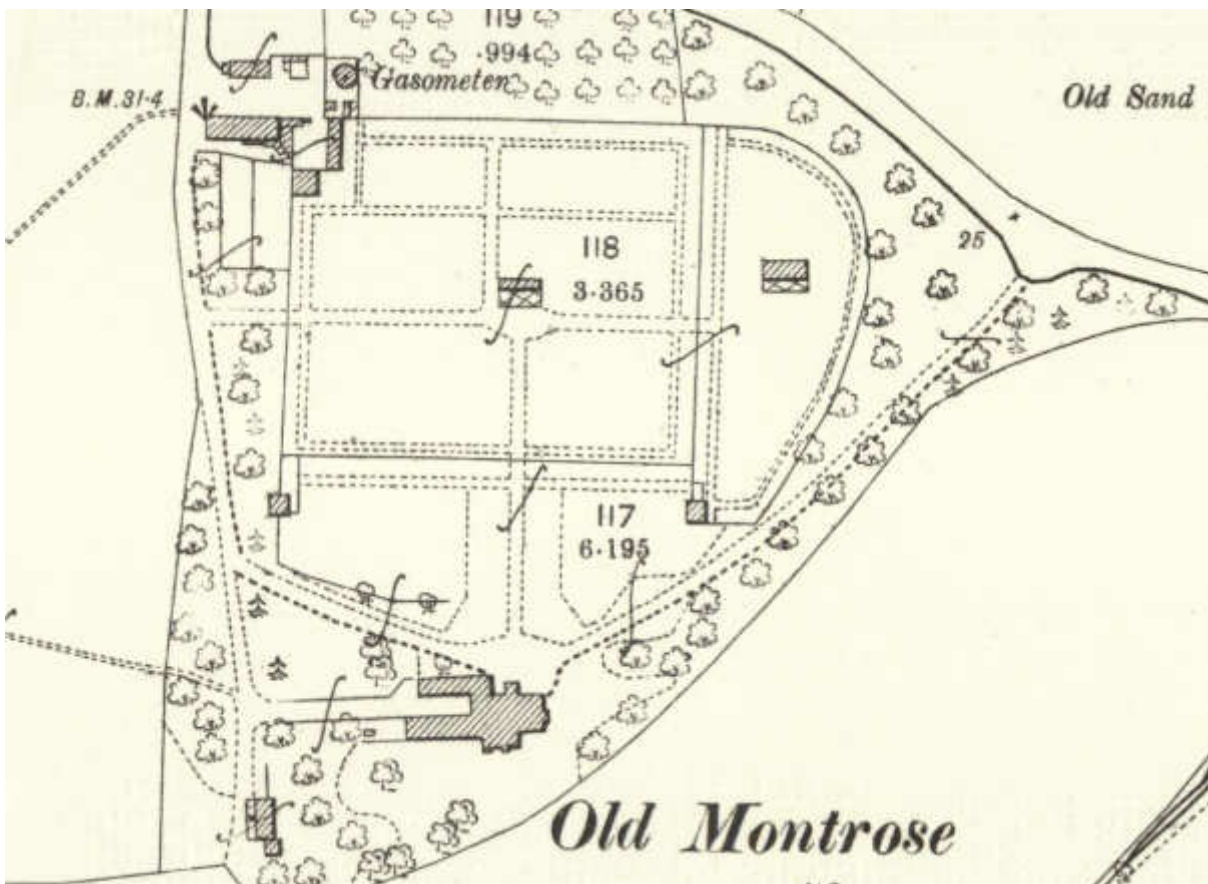 119
.994
Gasometer
B.M.31.4
Old Sand
118
3.365
25
117
6.195
Old Montrose